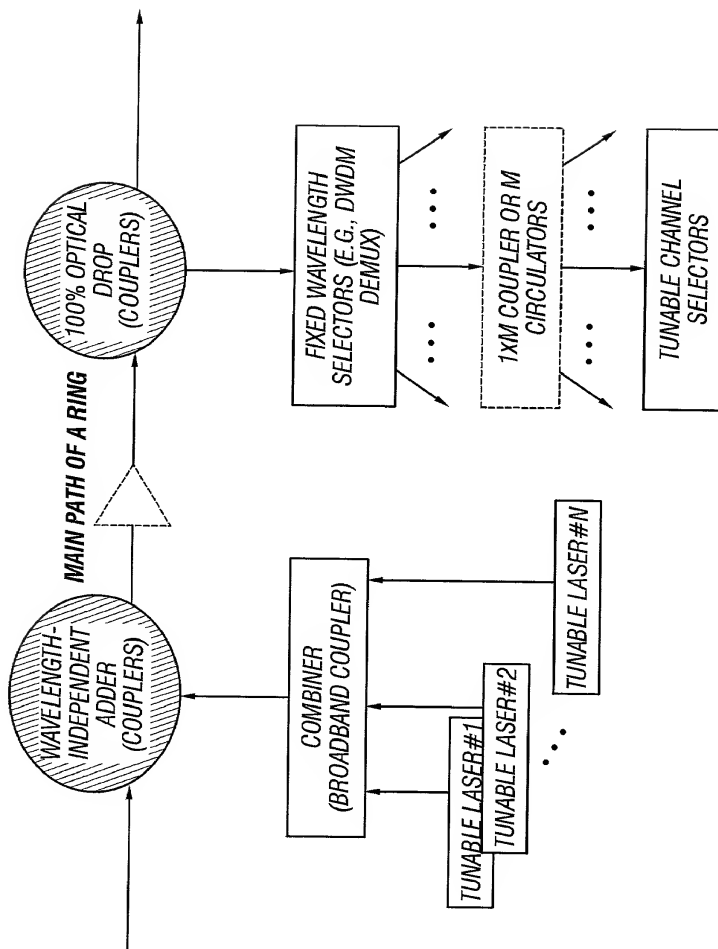 MAIN PATH OF A RING
WAVELENGTH-
INDEPENDENT
ADDER
(COUPLERS)
100% OPTICAL
DROP
(COUPLERS)
COMBINER
(BROADBAND COUPLER)
TUNABLE LASER#1
TUNABLE LASER#2
TUNABLE LASER#N
FIXED WAVELENGTH
SELECTORS (E.G., DWDM
DEMUX)
1XM COUPLER OR M
CIRCULATORS
TUNABLE CHANNEL
SELECTORS